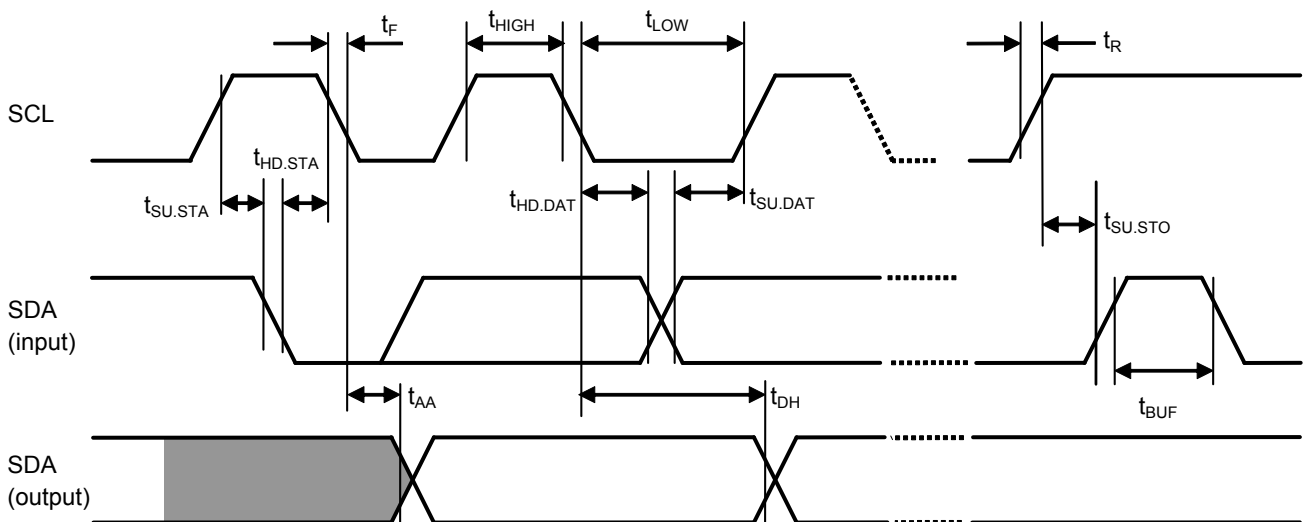 tF
tHIGH
tLOW
tR
SCL
tHD.STA
tSU.STA
tHD.DAT
tSU.DAT
tSU.STO
SDA
(input)
tAA
tDH
tBUF
SDA
(output)